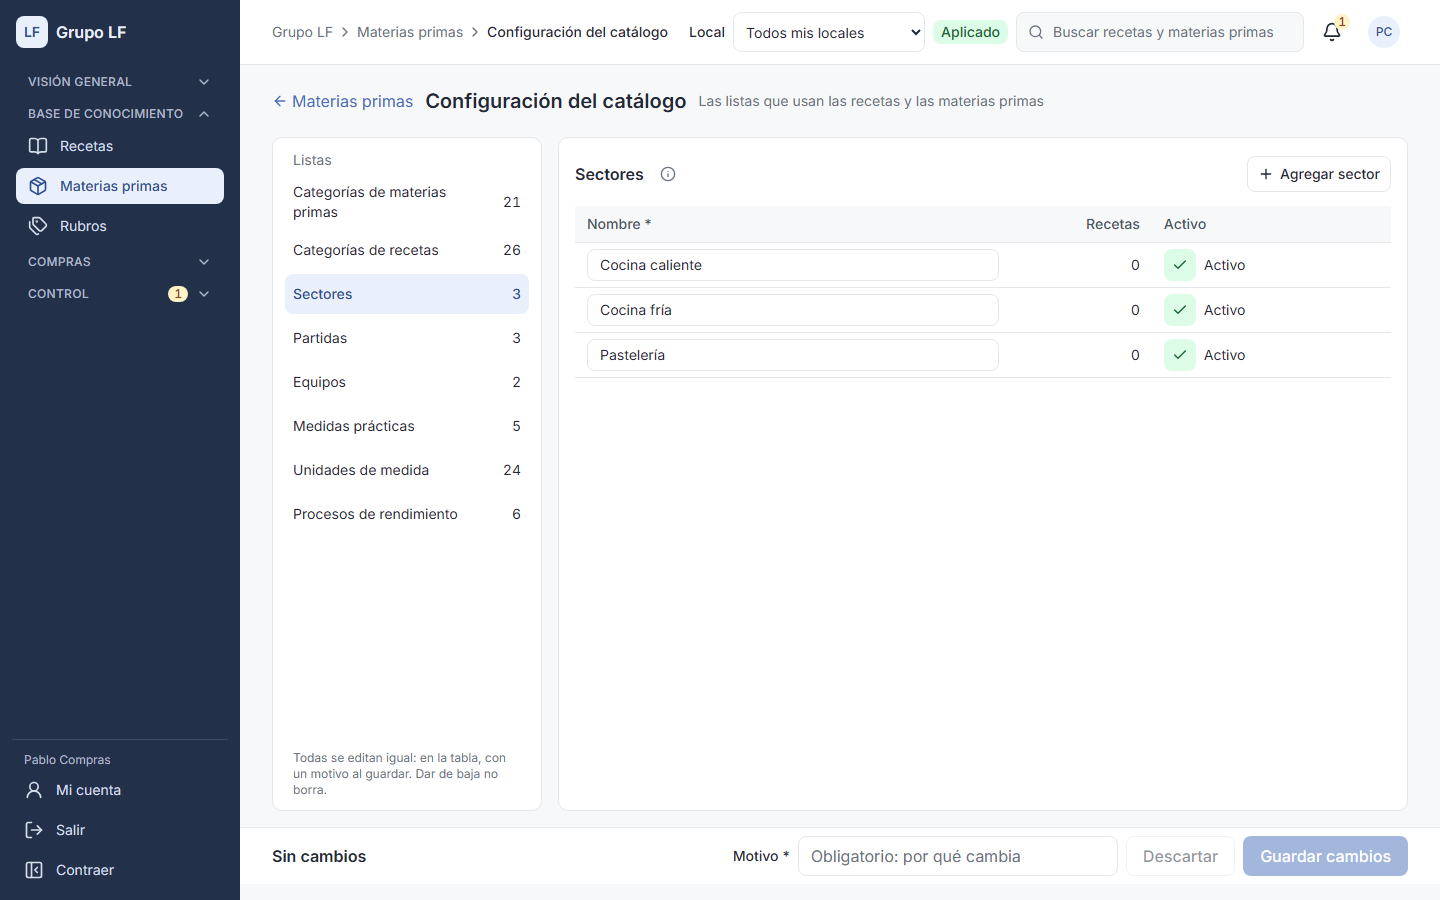 LF Grupo LF
VISIÓN GENERAL
BASE DE CONOCIMIENTO
Recetas
Materias primas
Rubros
COMPRAS
CONTROL 1
Pablo Compras
Mi cuenta
Salir
Contraer
Grupo LF > Materias primas > Configuración del catálogo Local Todos mis locales Aplicado Buscar recetas y materias primas 1 PC
← Materias primas Configuración del catálogo Las listas que usan las recetas y las materias primas
Listas
Categorías de materias
primas 21
Categorías de recetas 26
Sectores 3
Partidas 3
Equipos 2
Medidas prácticas 5
Unidades de medida 24
Procesos de rendimiento 6
Todas se editan igual: en la tabla, con
un motivo al guardar. Dar de baja no
borra.
Sectores + Agregar sector
Nombre * Recetas Activo
Cocina caliente 0 Activo
Cocina fría 0 Activo
Pastelería 0 Activo
Sin cambios Motivo * Obligatorio: por qué cambia Descartar Guardar cambios